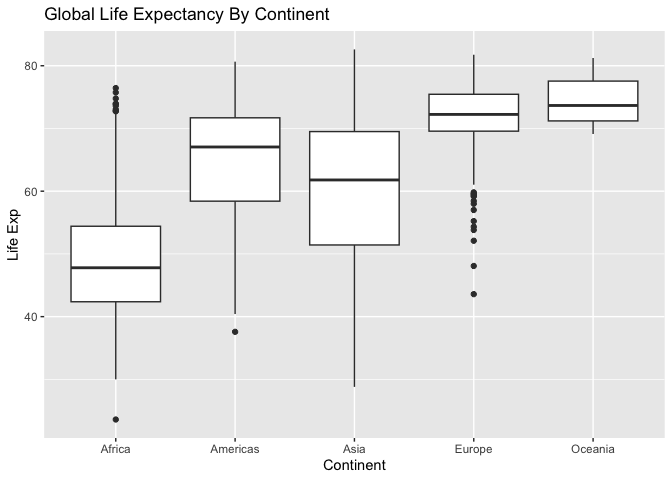 Global Life Expectancy By Continent
80
60
40
Life Exp
Africa Americas Asia Europe Oceania
Continent